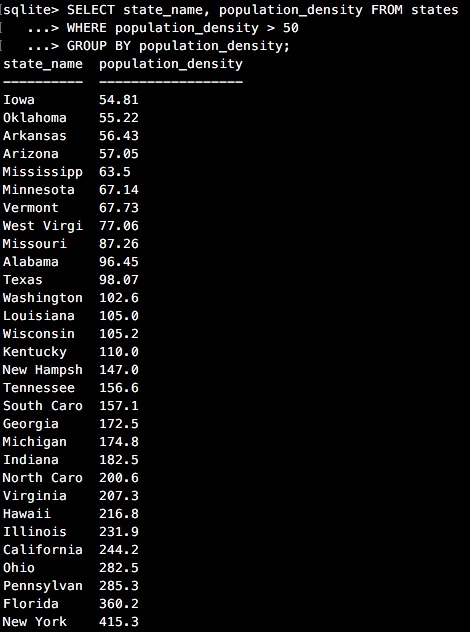 sqlite> SELECT state_name, population_density FROM states
...> WHERE population_density > 50
...> GROUP BY population_density;
state_name  population_density
----------  ------------------
Iowa        54.81
Oklahoma    55.22
Arkansas    56.43
Arizona     57.05
Mississipp  63.5
Minnesota   67.14
Vermont     67.73
West Virgi  77.06
Missouri    87.26
Alabama     96.45
Texas       98.07
Washington  102.6
Louisiana   105.0
Wisconsin   105.2
Kentucky    110.0
New Hampsh  147.0
Tennessee   156.6
South Caro  157.1
Georgia     172.5
Michigan    174.8
Indiana     182.5
North Caro  200.6
Virginia    207.3
Hawaii      216.8
Illinois    231.9
California  244.2
Ohio        282.5
Pennsylvan  285.3
Florida     360.2
New York    415.3